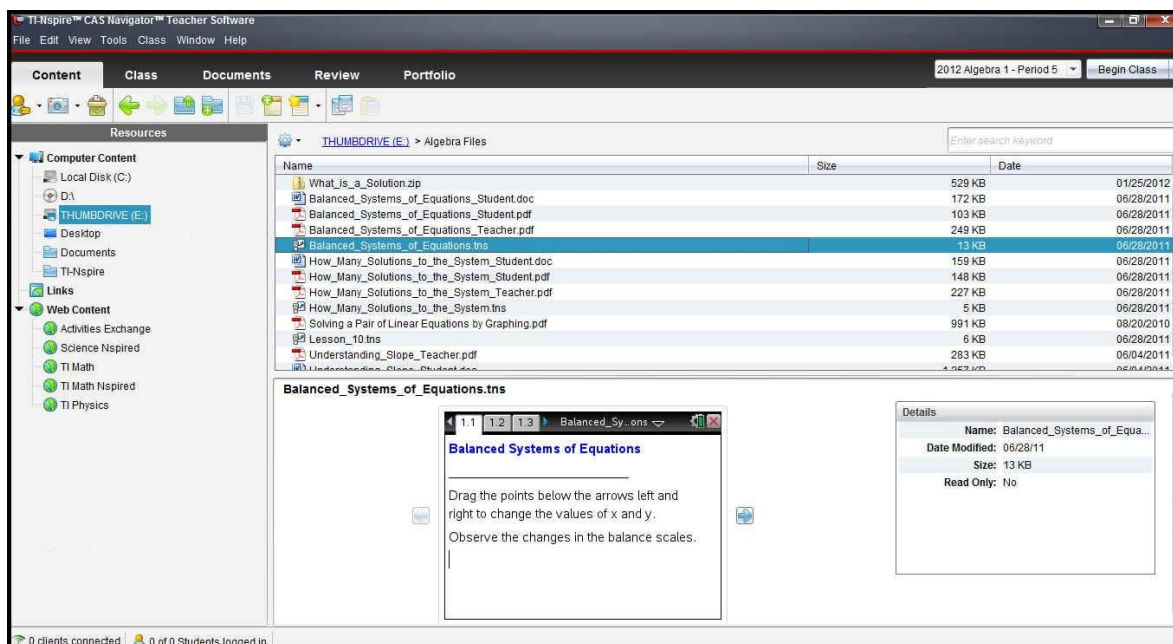 TI-Nspire™ CAS Navigator™ Teacher Software
File Edit View Tools Class Window Help
Content Class Documents Review Portfolio 2012 Algebra 1 - Period 5 Begin Class
Resources
THUMBDRIVE (E:) > Algebra Files Enter search keyword
Computer Content
Local Disk (C:)
D:\
THUMBDRIVE (E:)
Desktop
Documents
TI-Nspire
Links
Web Content
Activities Exchange
Science Nspired
TI Math
TI Math Nspired
TI Physics
Name Size Date
What_is_a_Solution.zip 529 KB 01/25/2012
Balanced_Systems_of_Equations_Student.doc 172 KB 06/28/2011
Balanced_Systems_of_Equations_Student.pdf 103 KB 06/28/2011
Balanced_Systems_of_Equations_Teacher.pdf 249 KB 06/28/2011
Balanced_Systems_of_Equations.tns 13 KB 06/28/2011
How_Many_Solutions_to_the_System_Student.doc 159 KB 06/28/2011
How_Many_Solutions_to_the_System_Student.pdf 148 KB 06/28/2011
How_Many_Solutions_to_the_System_Teacher.pdf 227 KB 06/28/2011
How_Many_Solutions_to_the_System.tns 5 KB 06/28/2011
Solving a Pair of Linear Equations by Graphing.pdf 991 KB 08/20/2010
Lesson_10.tns 6 KB 06/28/2011
Understanding_Slope_Teacher.pdf 283 KB 06/04/2011
Understanding_Slope_Student.doc 1,257 KB 06/04/2011
Balanced_Systems_of_Equations.tns
1.1 1.2 1.3 Balanced_Sy...ons
Balanced Systems of Equations
Drag the points below the arrows left and
right to change the values of x and y.
Observe the changes in the balance scales.
Details
Name: Balanced_Systems_of_Equa...
Date Modified: 06/28/11
Size: 13 KB
Read Only: No
0 clients connected 0 of 0 Students logged in